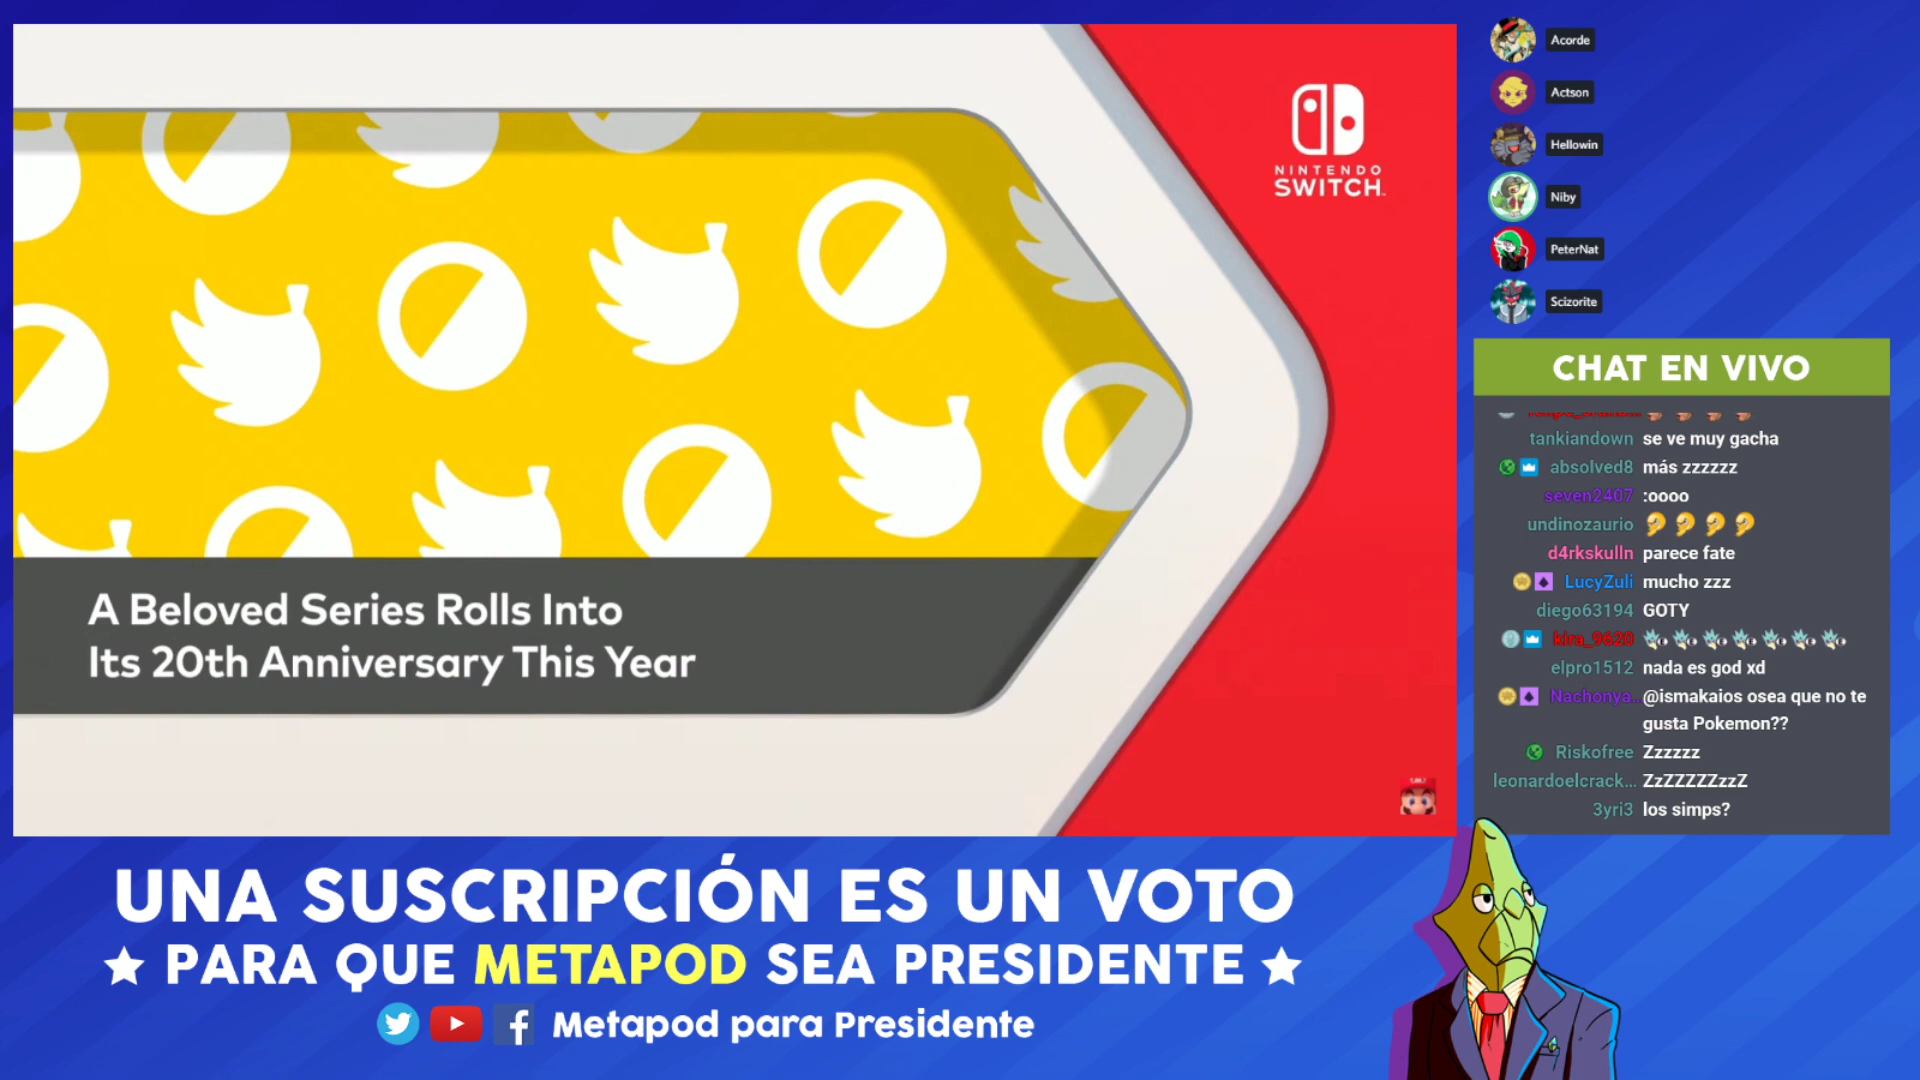 NINTENDO
SWITCH
A Beloved Series Rolls Into
Its 20th Anniversary This Year
Acorde
Actson
Hellowin
Niby
PeterNat
Scizorite
CHAT EN VIVO
tankiandown se ve muy gacha
absolved8 más zzzzzz
seven2407 :oooo
undinozaurio
d4rkskulln parece fate
LucyZuli mucho zzz
diego63194 GOTY
kira_9620
elpro1512 nada es god xd
Nachonya... @ismakaios osea que no te
gusta Pokemon??
Riskofree Zzzzzz
leonardoelcrack... ZzZZZZZzzZ
3yri3 los simps?
UNA SUSCRIPCIÓN ES UN VOTO
PARA QUE METAPOD SEA PRESIDENTE
Metapod para Presidente